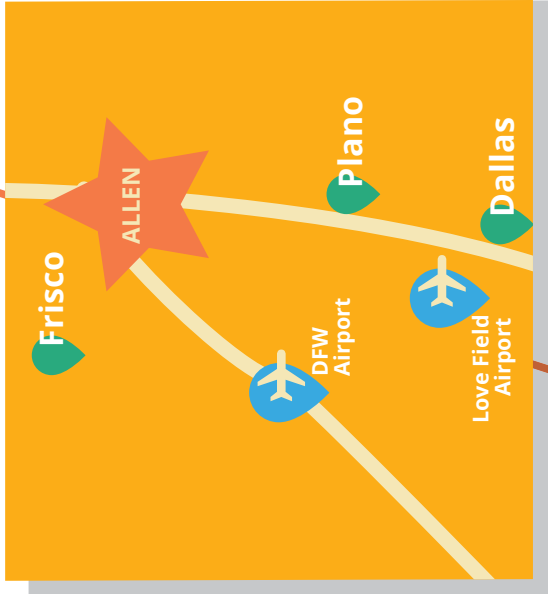 Frisco
ALLEN
Plano
DFW
Airport
Dallas
Love Field
Airport